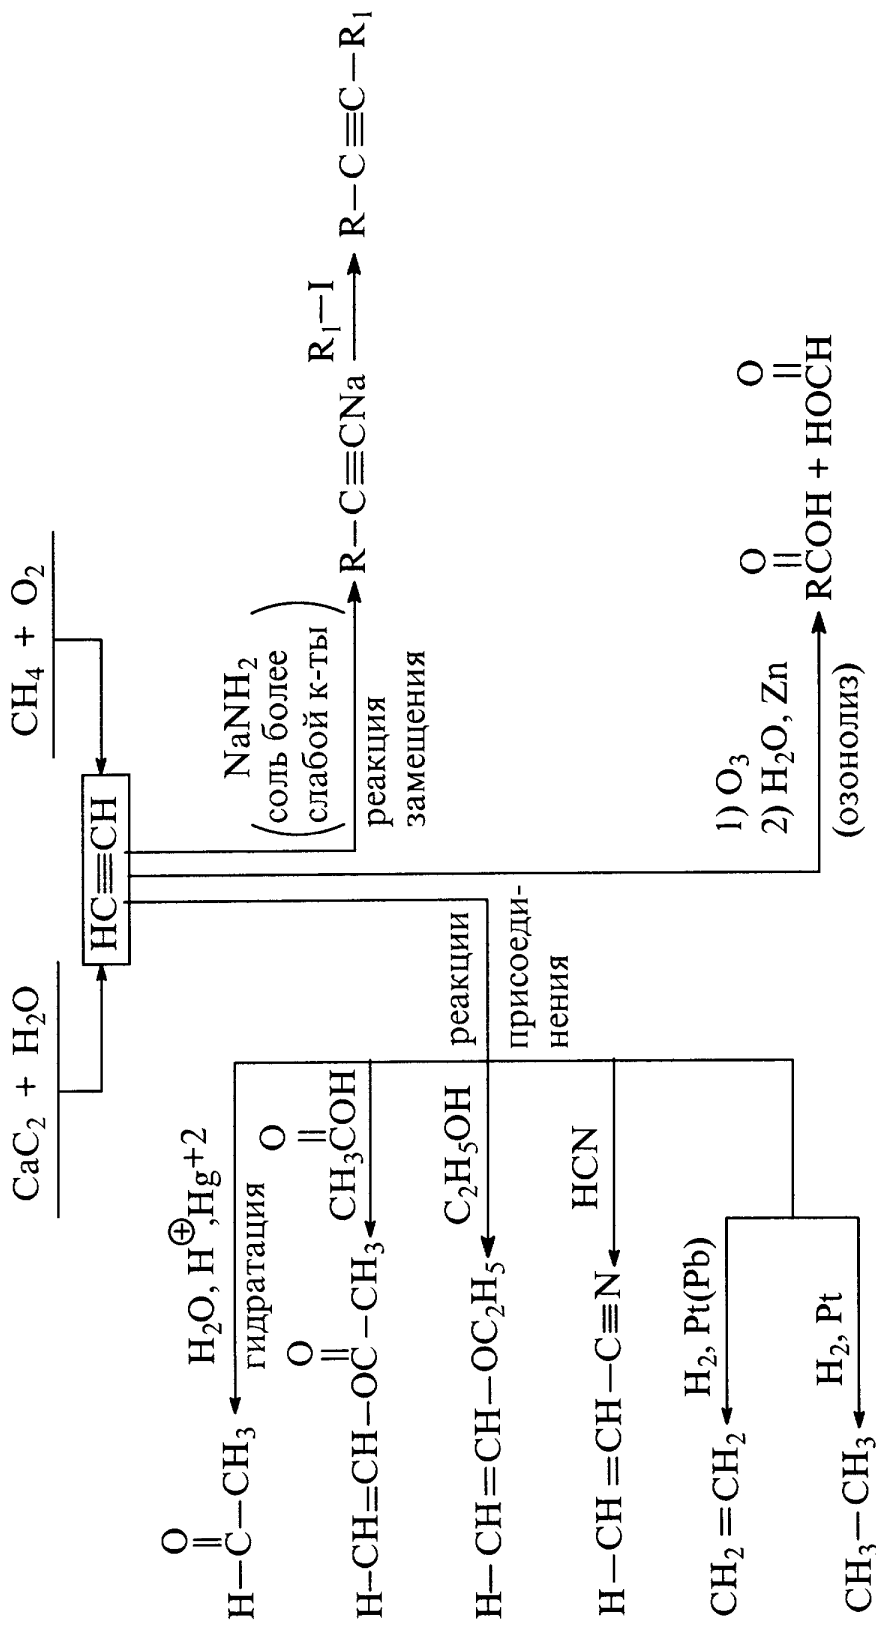 CaC2 + H2O
CH4 + O2
HC≡CH
H2O, H⊕,Hg+2
гидратация
O
H–C–CH3
O
CH3COH
O
H–CH=CH–OC–CH3
реакции
присоеди-
нения
C2H5OH
H–CH=CH–OC2H5
HCN
H–CH=CH–C≡N
H2, Pt(Pb)
CH2=CH2
H2, Pt
CH3–CH3
NaNH2
(соль более
слабой к-ты)
реакция
замещения
R–C≡CNa
R1–I
R–C≡C–R1
1) O3
2) H2O, Zn
(озонолиз)
O O
RCOH + HOCH